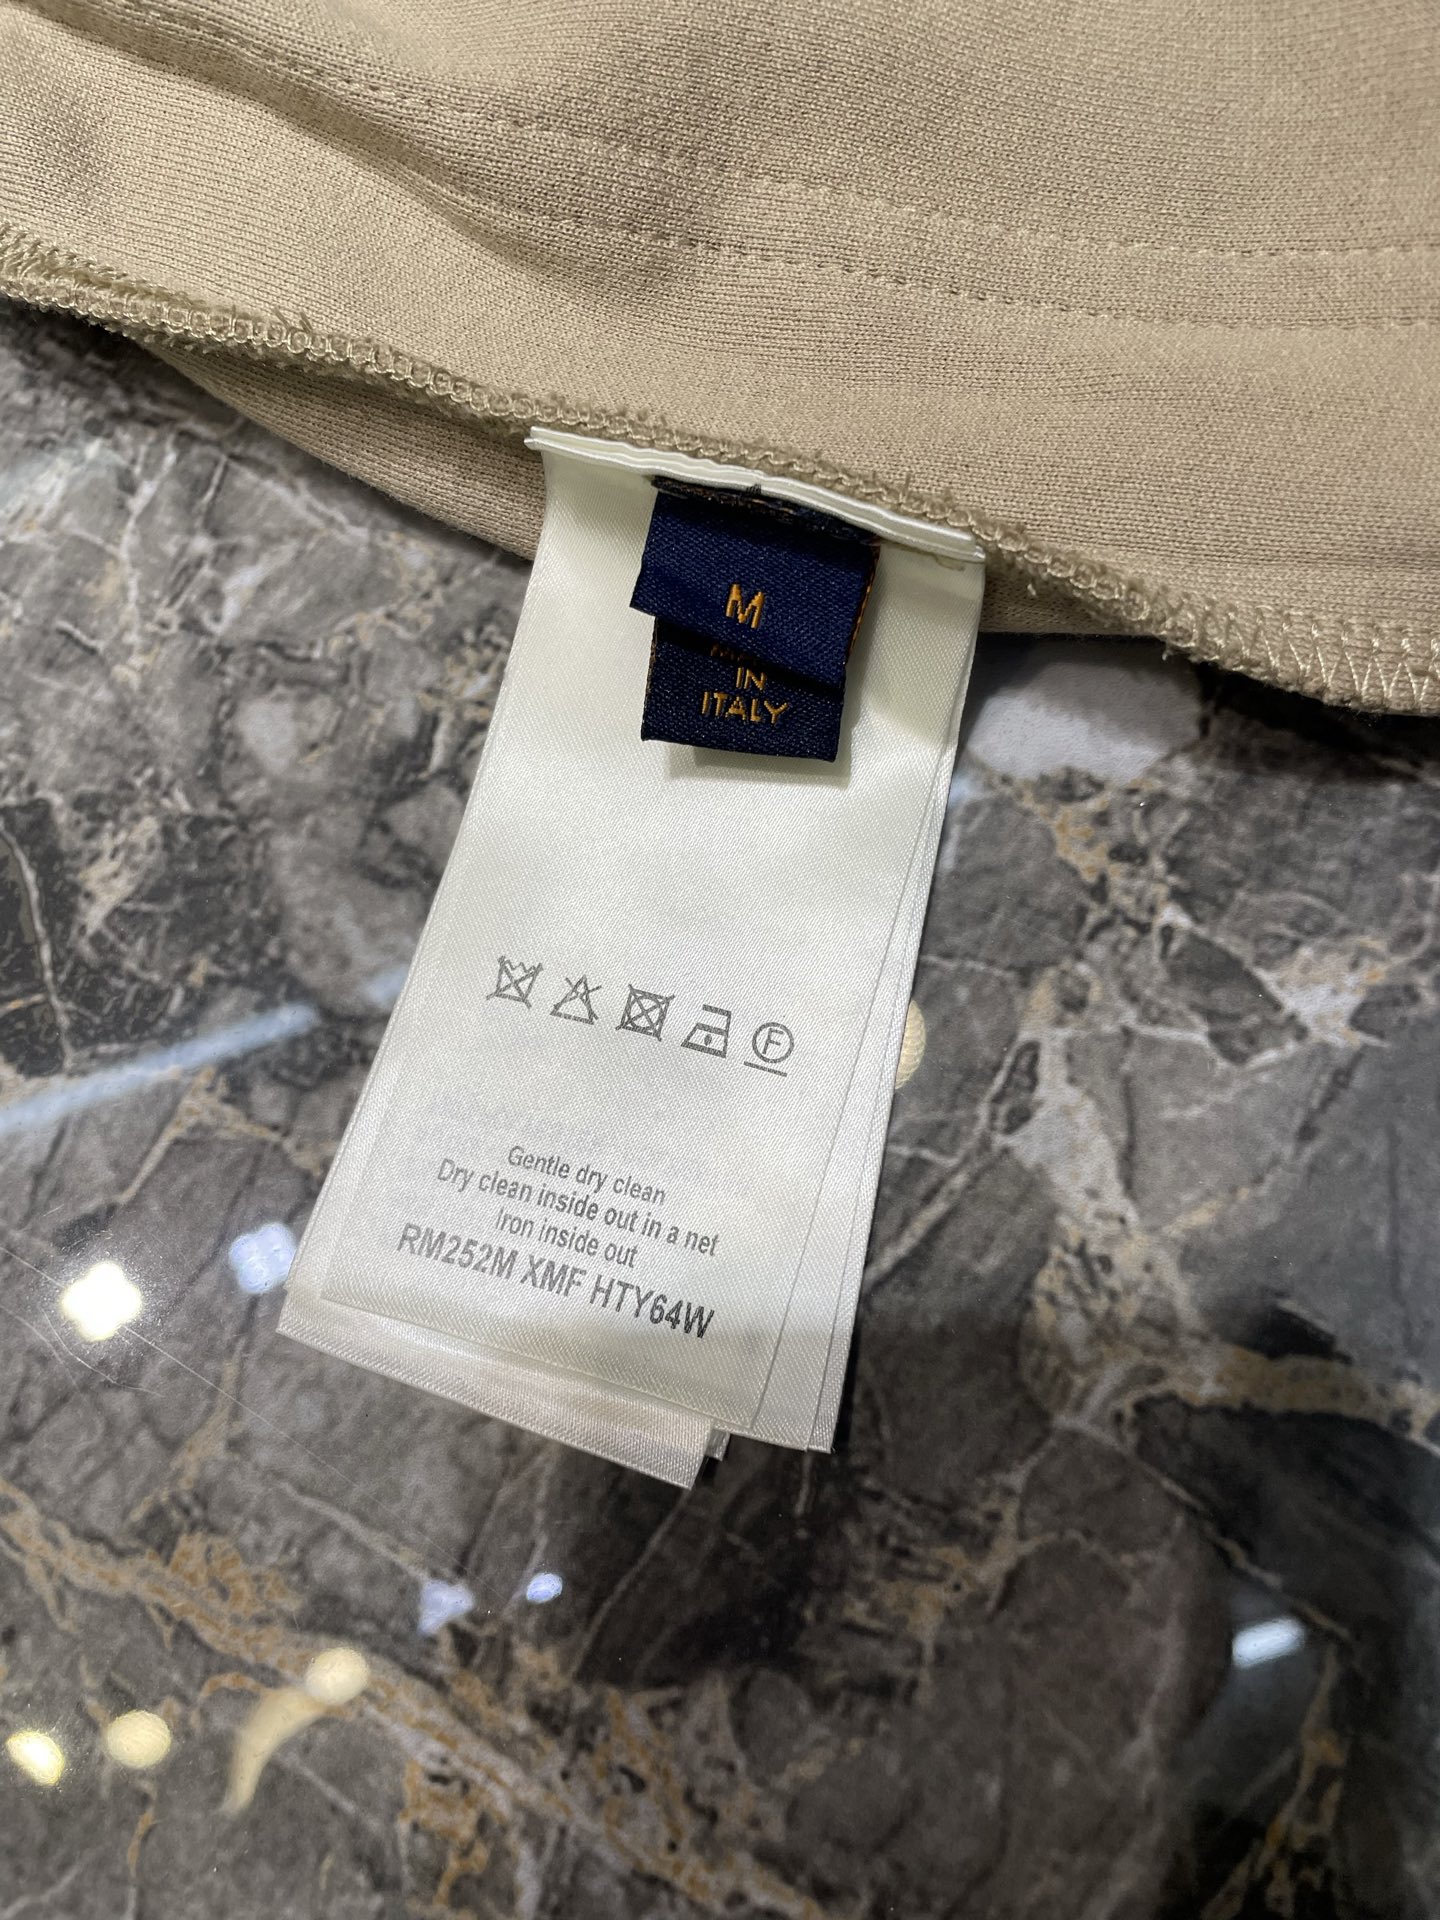 M
IN
ITALY
F
Gentle dry clean
Dry clean inside out in a net
Iron inside out
RM252M XMF HTY64W